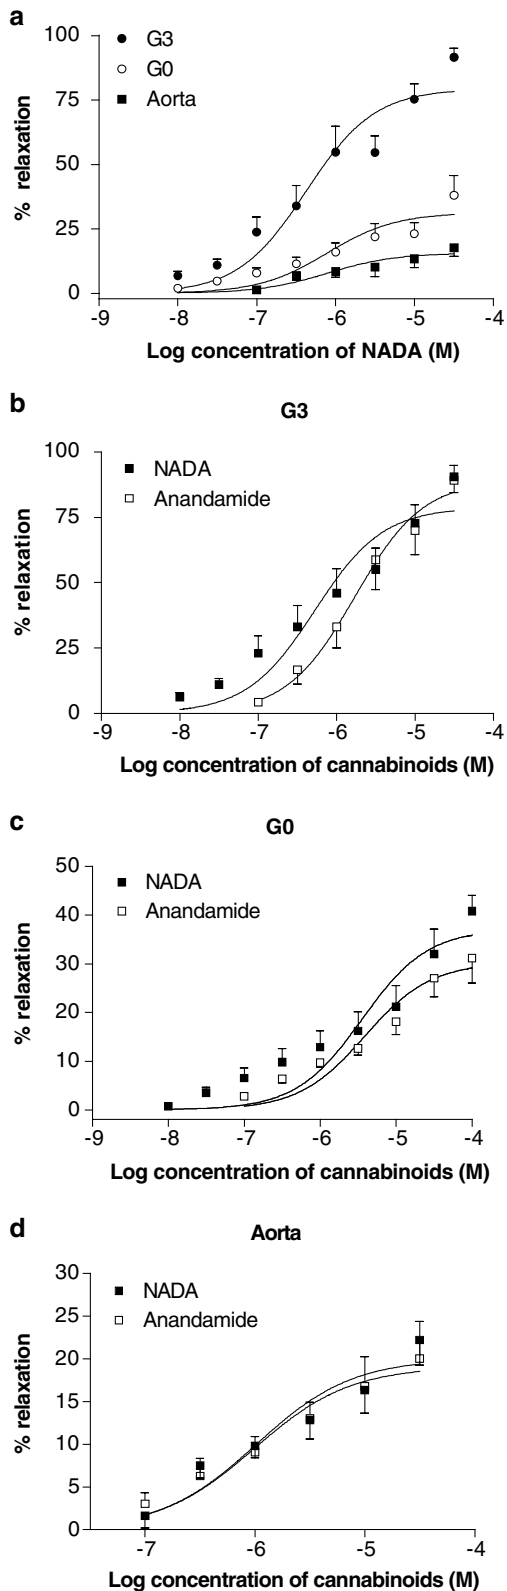 a
100
G3
G0
Aorta
75
50
25
0
% relaxation
-9 -8 -7 -6 -5 -4
Log concentration of NADA (M)
b
G3
100
NADA
Anandamide
75
50
25
0
% relaxation
-9 -8 -7 -6 -5 -4
Log concentration of cannabinoids (M)
c
G0
50
NADA
Anandamide
40
30
20
10
0
% relaxation
-9 -8 -7 -6 -5 -4
Log concentration of cannabinoids (M)
d
Aorta
30
NADA
Anandamide
25
20
15
10
5
0
% relaxation
-7 -6 -5 -4
Log concentration of cannabinoids (M)